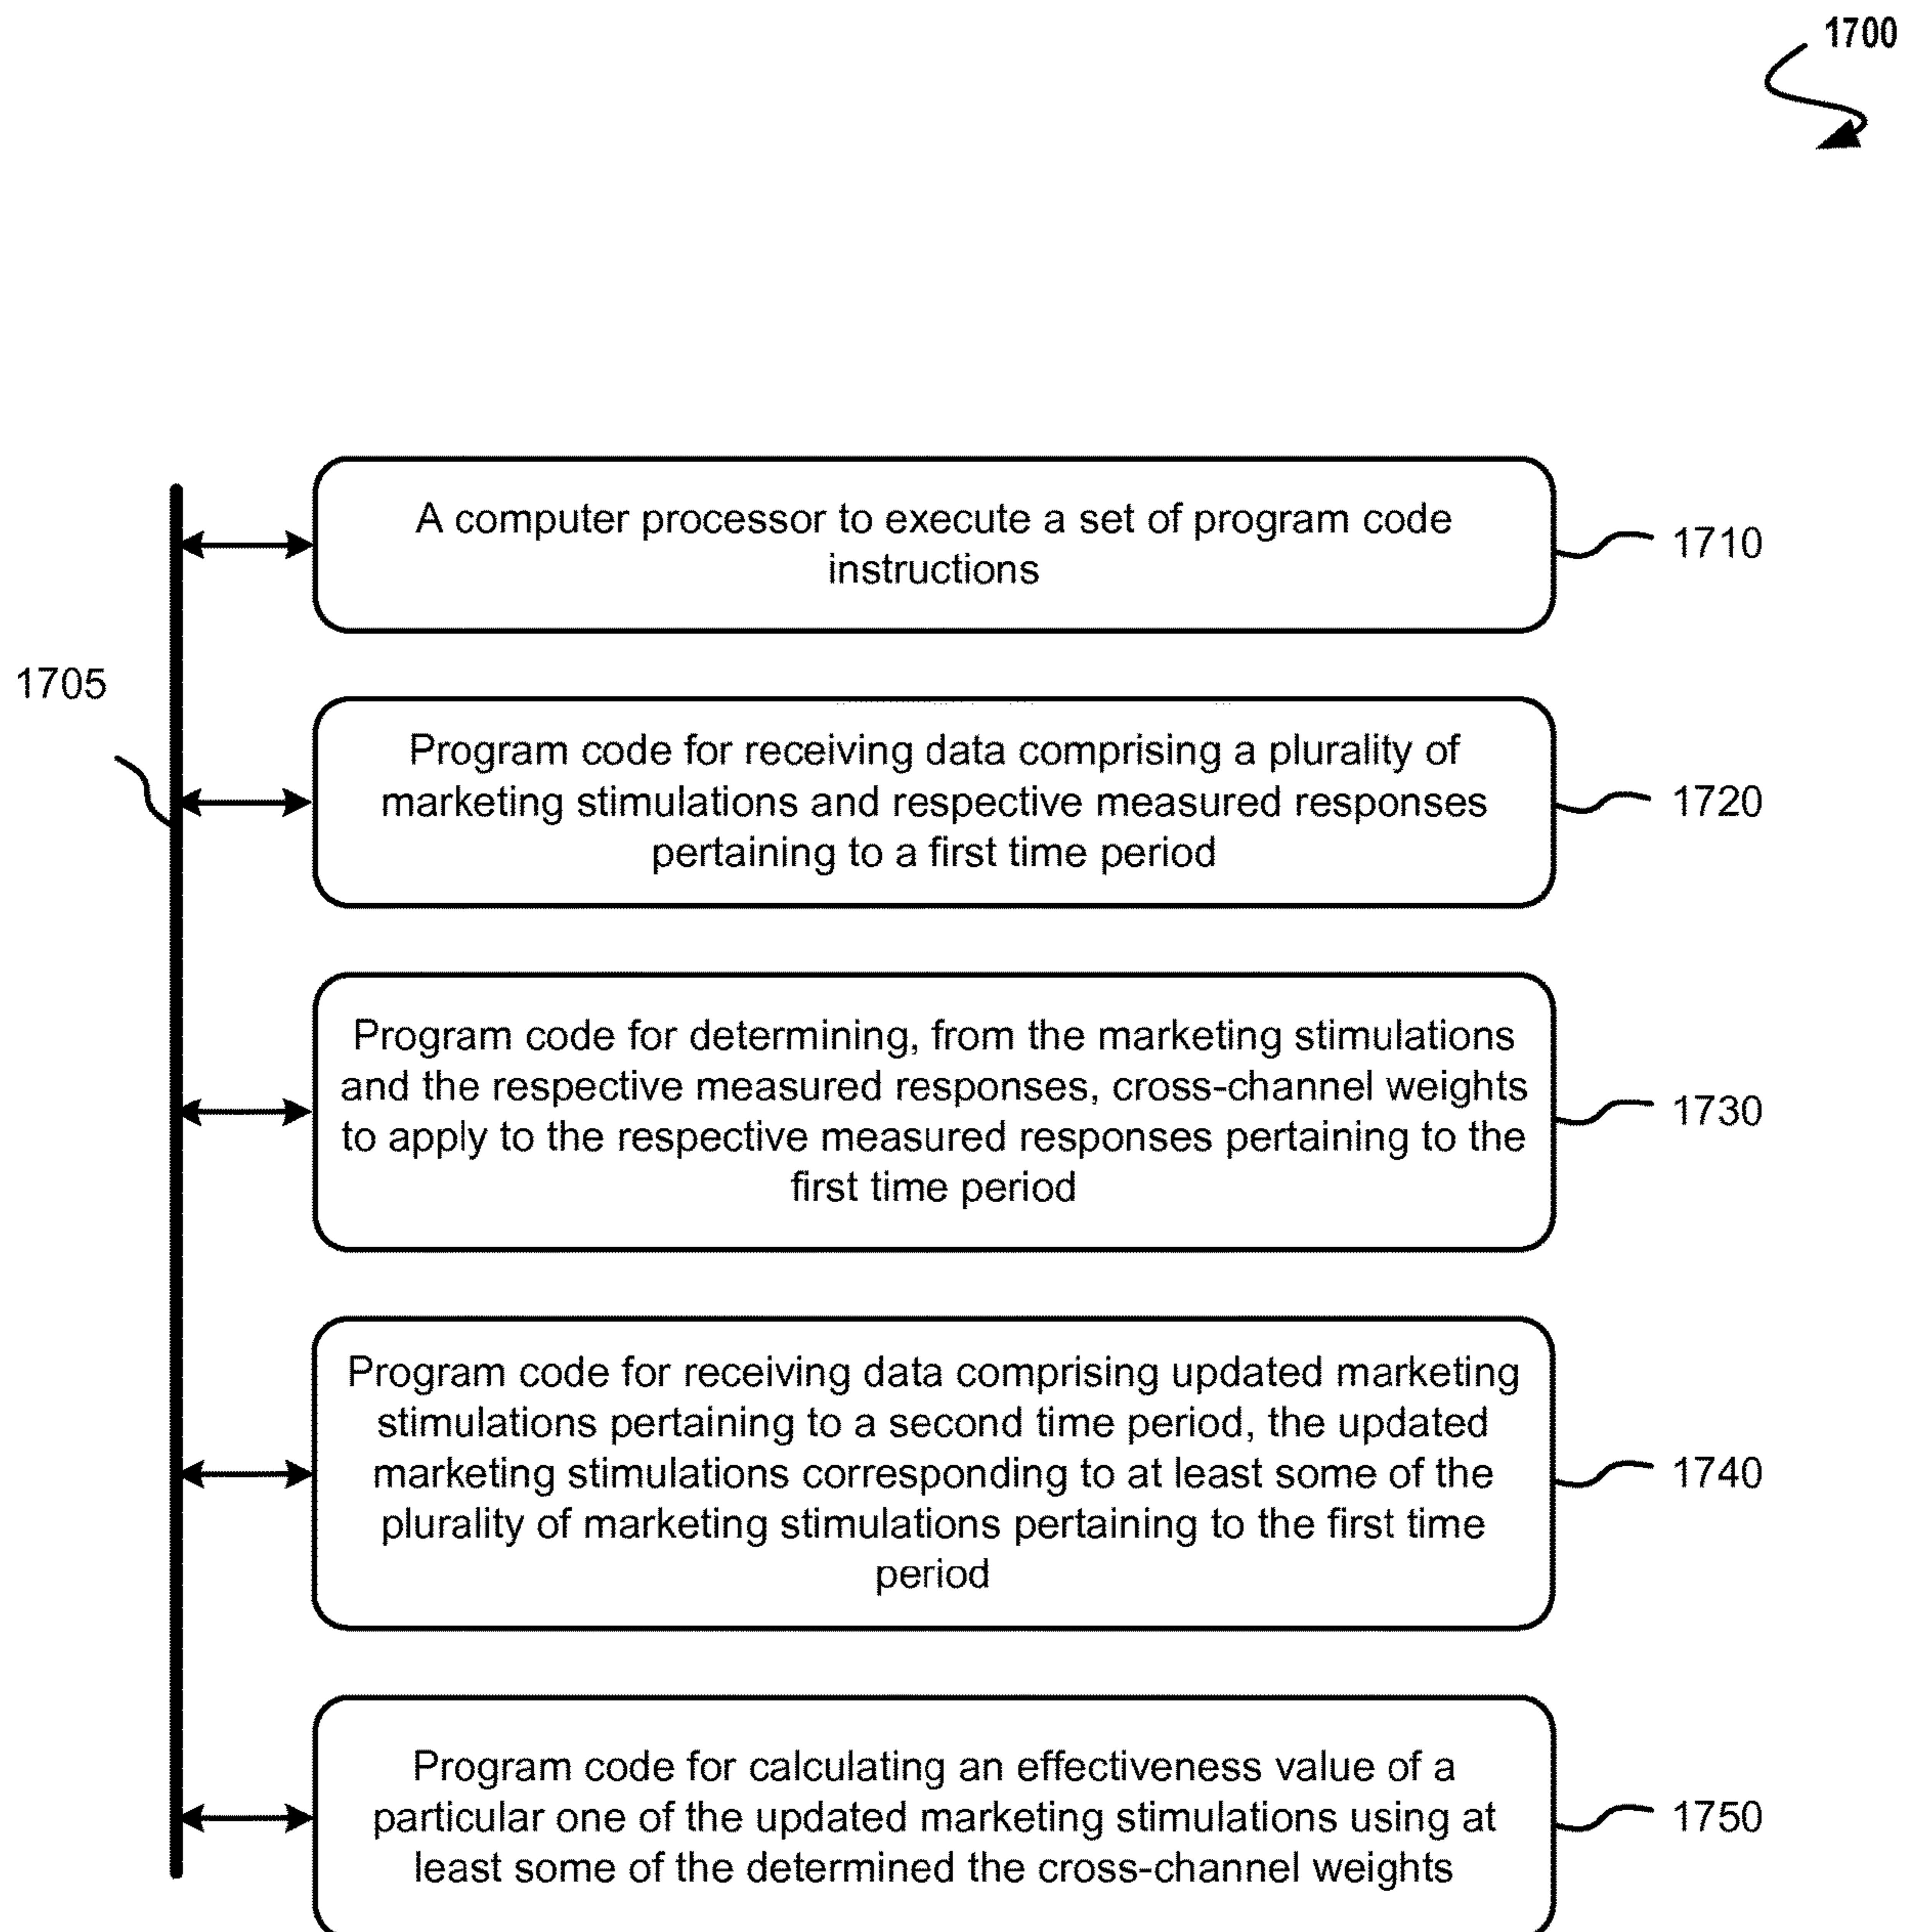 1700
A computer processor to execute a set of program code
instructions
1710
1705
Program code for receiving data comprising a plurality of
marketing stimulations and respective measured responses
pertaining to a first time period
1720
Program code for determining, from the marketing stimulations
and the respective measured responses, cross-channel weights
to apply to the respective measured responses pertaining to the
first time period
1730
Program code for receiving data comprising updated marketing
stimulations pertaining to a second time period, the updated
marketing stimulations corresponding to at least some of the
plurality of marketing stimulations pertaining to the first time
period
1740
Program code for calculating an effectiveness value of a
particular one of the updated marketing stimulations using at
least some of the determined the cross-channel weights
1750